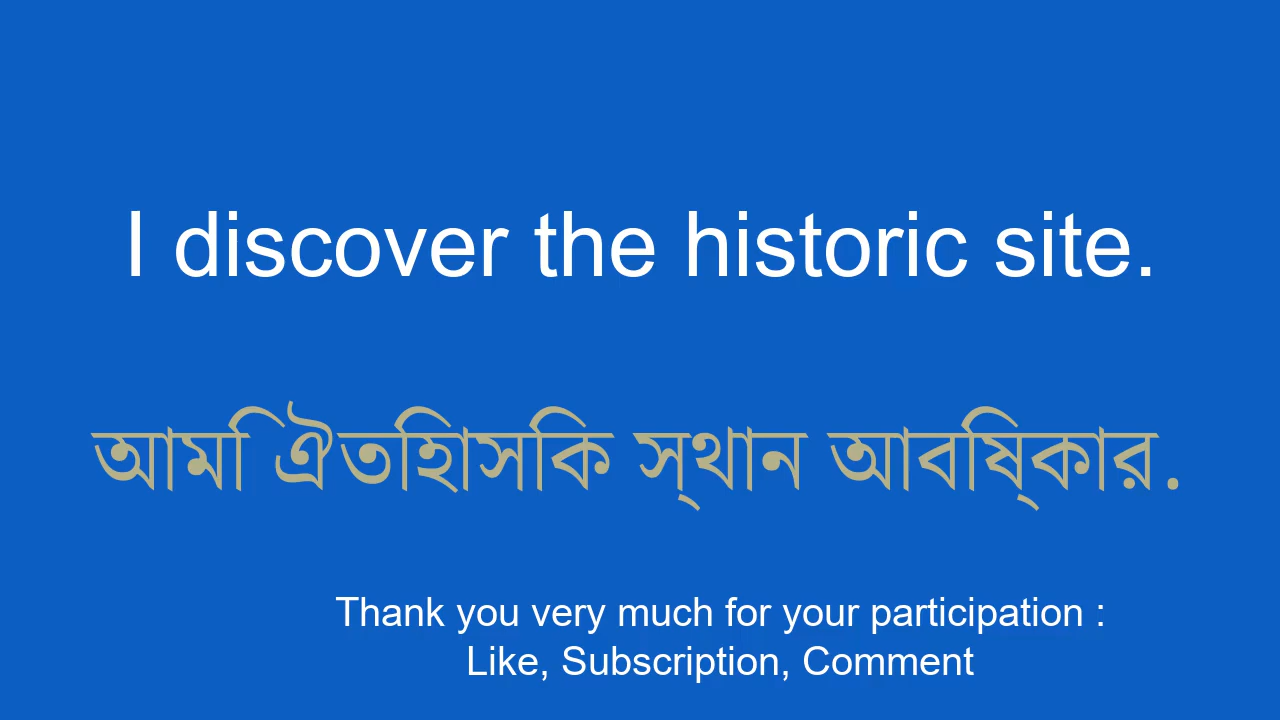 I discover the historic site.
আমি ঐতিহাসিক স্থান আবিষ্কার.
Thank you very much for your participation :
Like, Subscription, Comment